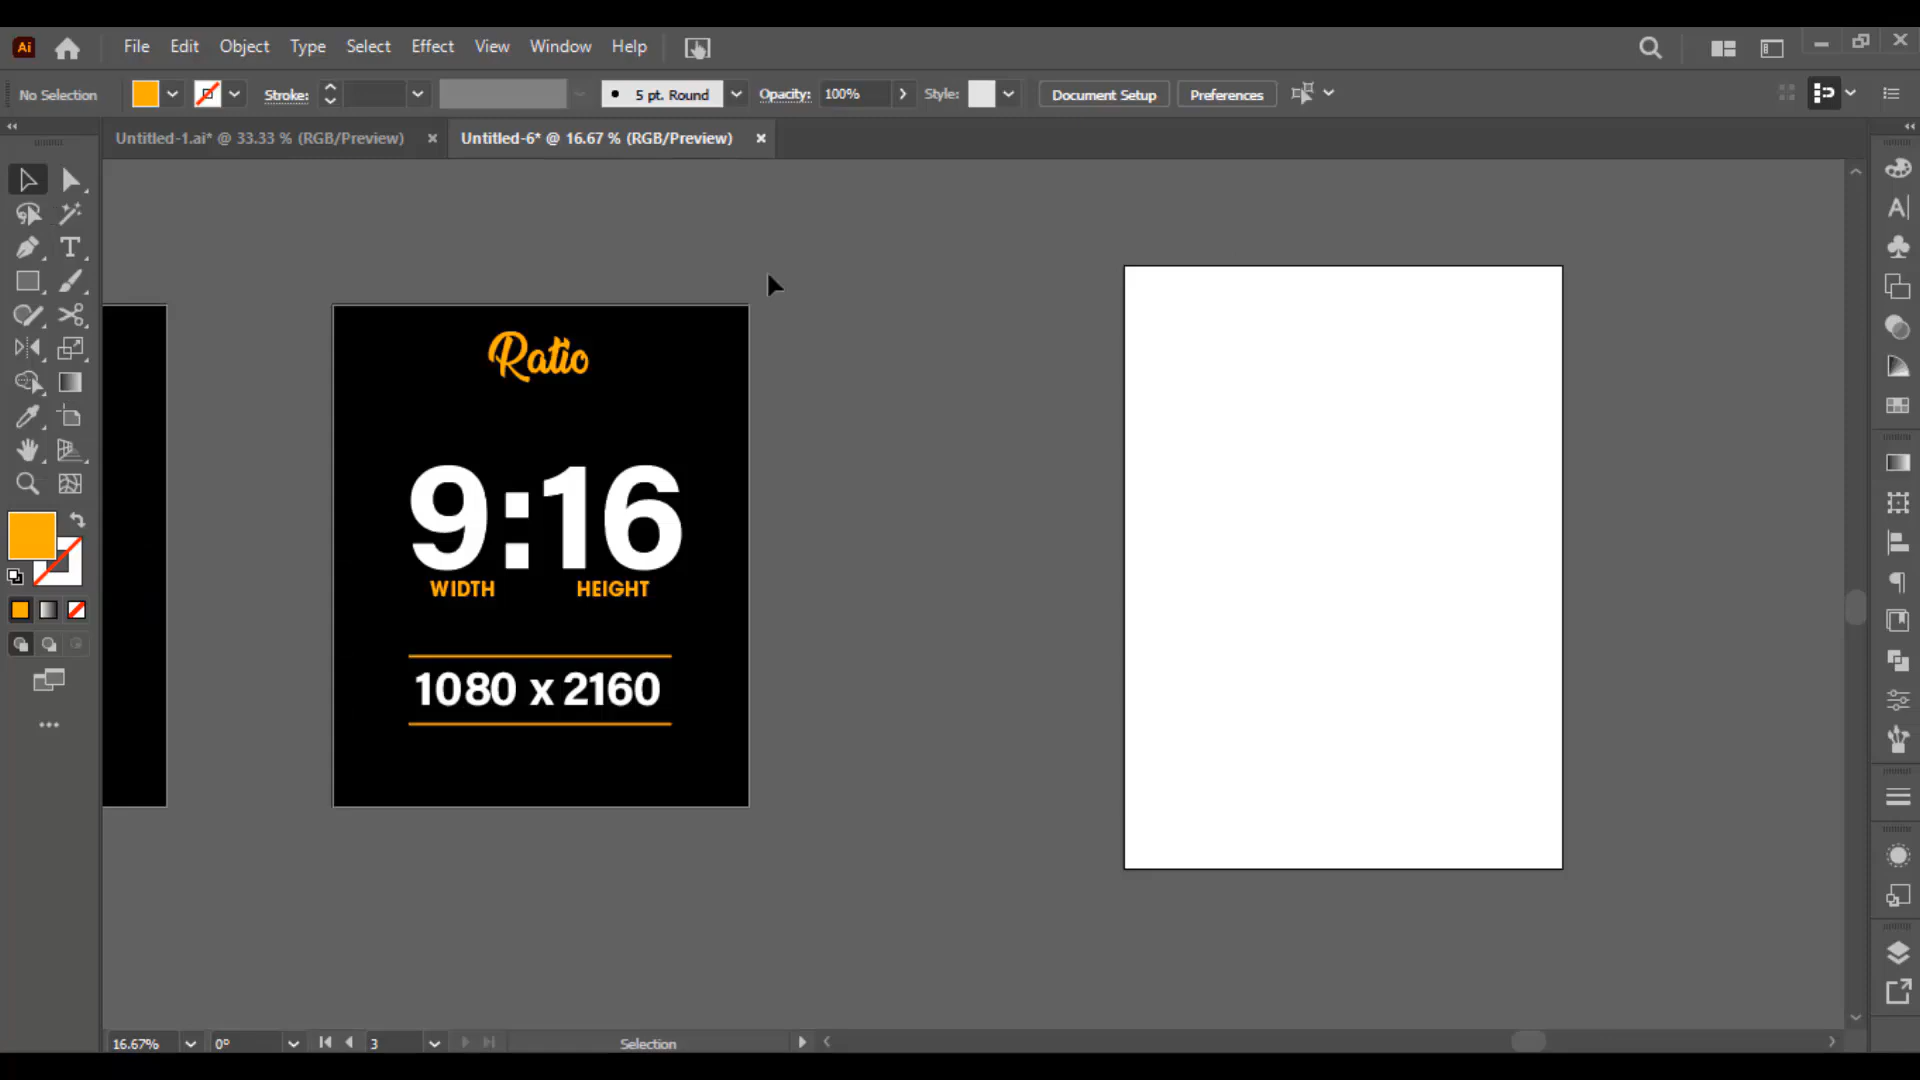 Ai File Edit Object Type Select Effect View Window Help
No Selection Stroke: 5 pt. Round Opacity: 100% Style: Document Setup Preferences
Untitled-1.ai* @ 33.33 % (RGB/Preview) × Untitled-6* @ 16.67 % (RGB/Preview) ×
Ratio
9:16
WIDTH HEIGHT
1080 x 2160
16.67% 0° 3 Selection